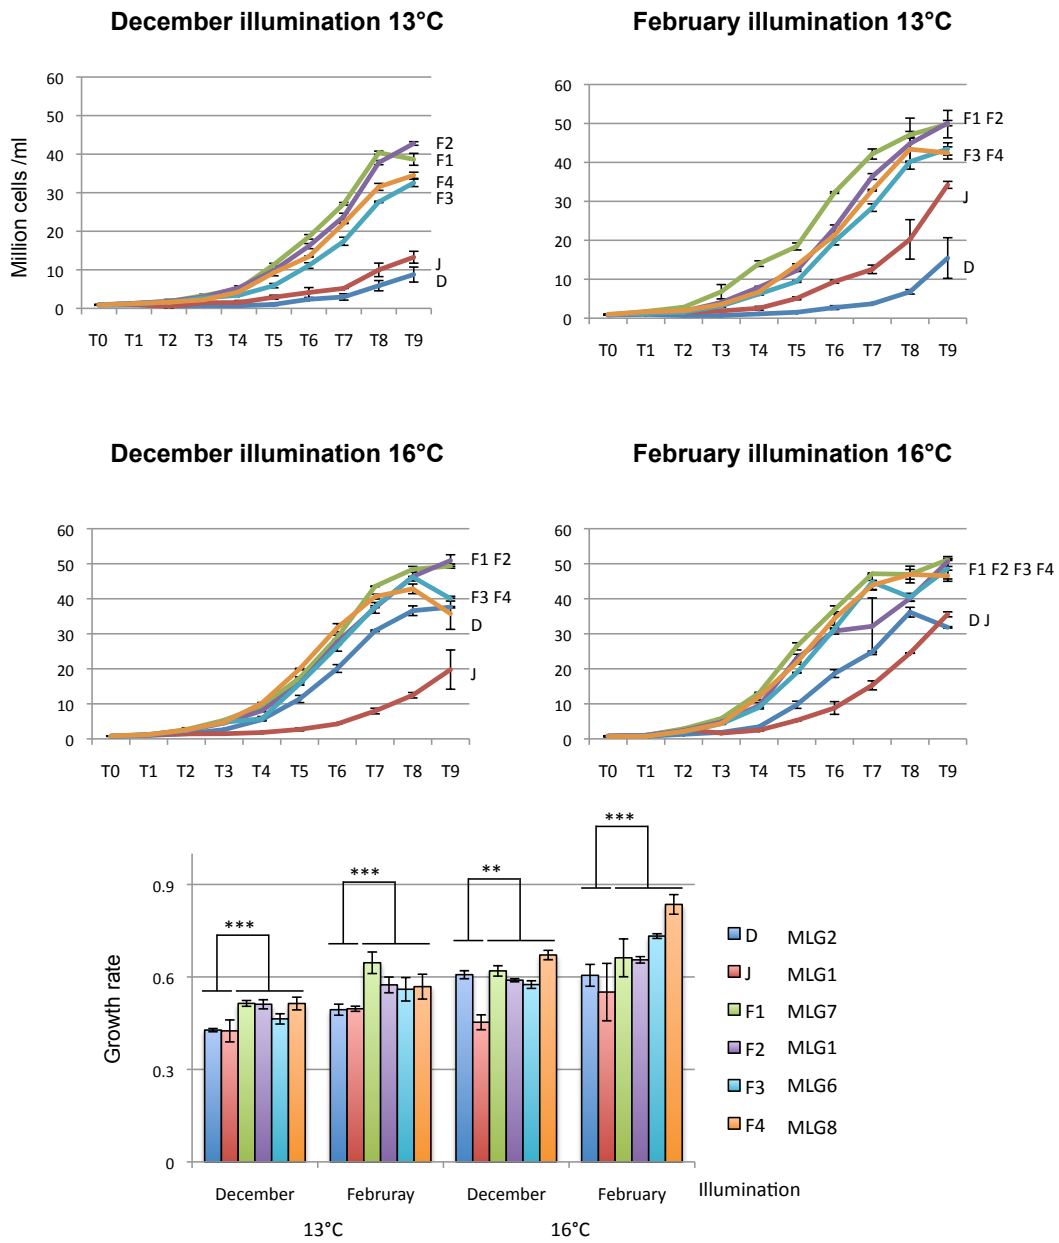 December illumination 13°C
February illumination 13°C
Million cells /ml
60
50
40
30
20
10
0
T0 T1 T2 T3 T4 T5 T6 T7 T8 T9
F2
F1
F4
F3
J
D
60
50
40
30
20
10
0
T0 T1 T2 T3 T4 T5 T6 T7 T8 T9
F1 F2
F3 F4
J
D
December illumination 16°C
February illumination 16°C
60
50
40
30
20
10
0
T0 T1 T2 T3 T4 T5 T6 T7 T8 T9
F1 F2
F3 F4
D
J
60
50
40
30
20
10
0
T0 T1 T2 T3 T4 T5 T6 T7 T8 T9
F1 F2 F3 F4
D J
Growth rate
0.9
0.6
0.3
0
***
***
**
***
December Februray December February Illumination
13°C 16°C
D MLG2
J MLG1
F1 MLG7
F2 MLG1
F3 MLG6
F4 MLG8